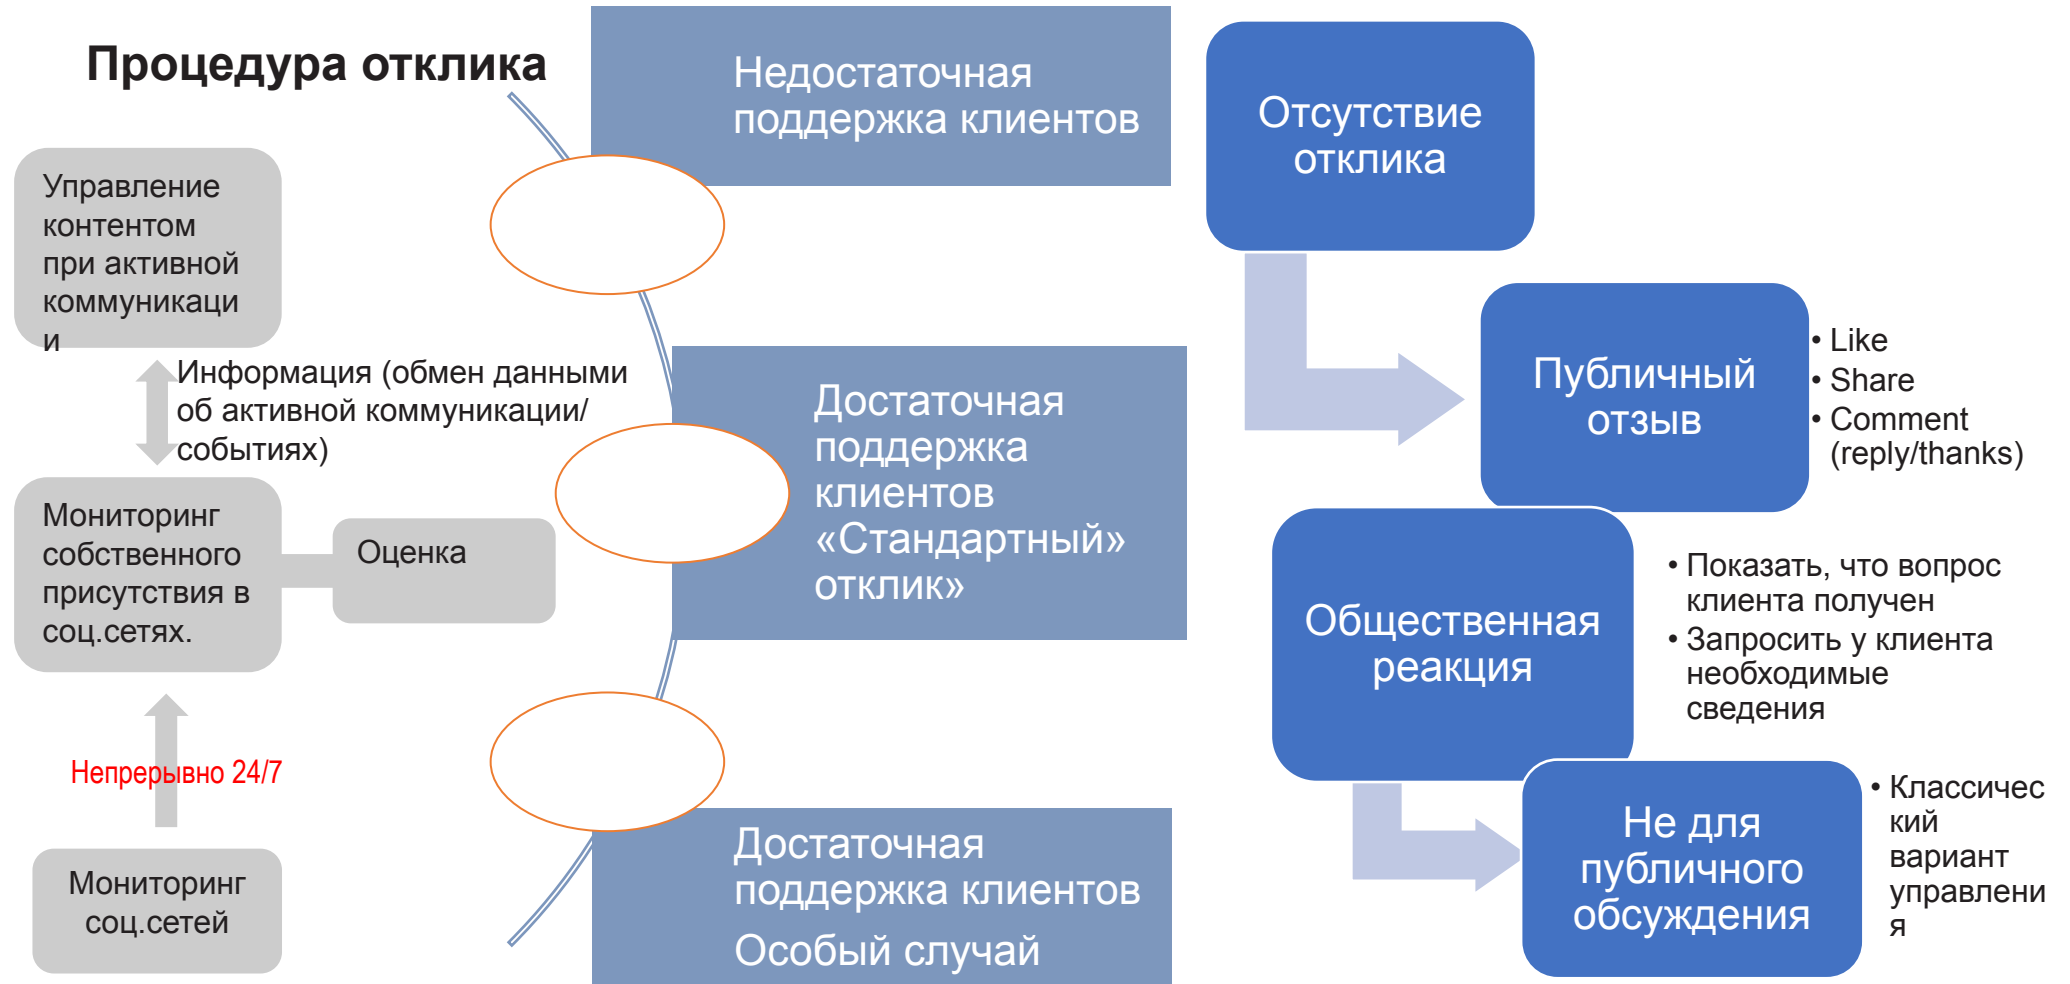 Процедура отклика
Управление
контентом
при активной
коммуникаци
и
Информация (обмен данными
об активной коммуникации/
событиях)
Мониторинг
собственного
присутствия в
соц.сетях.
Оценка
Непрерывно 24/7
Мониторинг
соц.сетей
Недостаточная
поддержка клиентов
Достаточная
поддержка
клиентов
«Стандартный»
отклик»
Достаточная
поддержка клиентов
Особый случай
Отсутствие
отклика
Публичный
отзыв
• Like
• Share
• Comment
(reply/thanks)
Общественная
реакция
• Показать, что вопрос
клиента получен
• Запросить у клиента
необходимые
сведения
Не для
публичного
обсуждения
• Классичес
кий
вариант
управлени
я